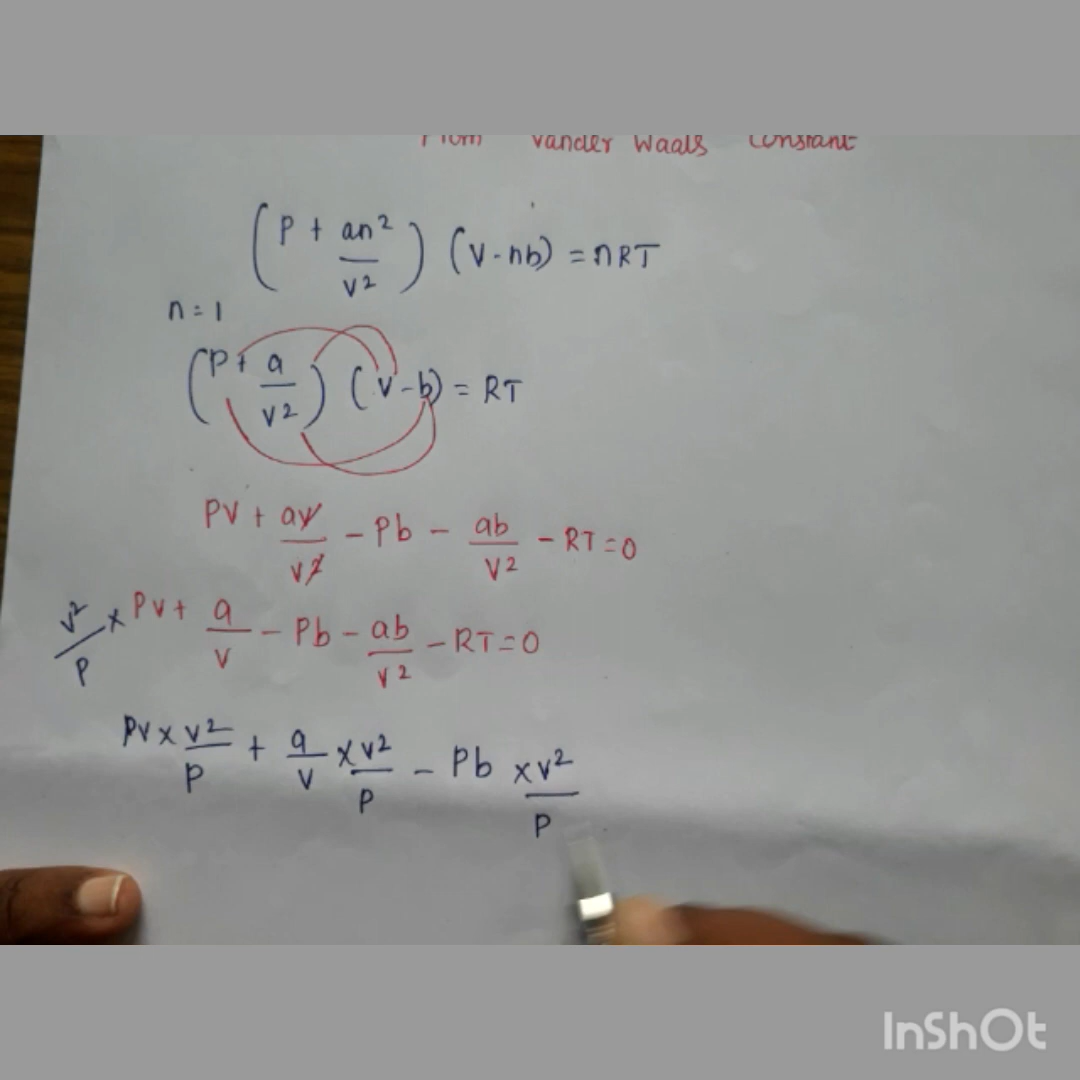 From Vander Waals Constant
(P + an²/V²) (V - nb) = nRT
n = 1
(P + a/V²) (V - b) = RT
PV + aV/V² - Pb - ab/V² - RT = 0
V²/P × PV + a/V - Pb - ab/V² - RT = 0
PV × V²/P + a/V × V²/P - Pb × V²/P
InShOt